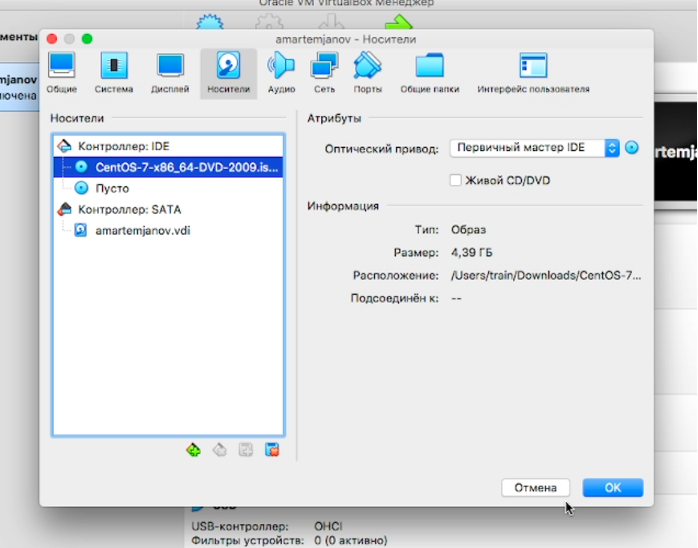 Oracle VM VirtualBox Менеджер
менты
mjanov
ючена
amartemjanov - Носители
Общие Система Дисплей Носители Аудио Сеть Порты Общие папки Интерфейс пользователя
Носители
Контроллер: IDE
CentOS-7-x86_64-DVD-2009.is...
Пусто
Контроллер: SATA
amartemjanov.vdi
Атрибуты
Оптический привод: Первичный мастер IDE
Живой CD/DVD
Информация
Тип: Образ
Размер: 4,39 ГБ
Расположение: /Users/train/Downloads/CentOS-7...
Подсоединён к: --
Отмена OK
rtemja
USB
USB-контроллер: OHCI
Фильтры устройств: 0 (0 активно)